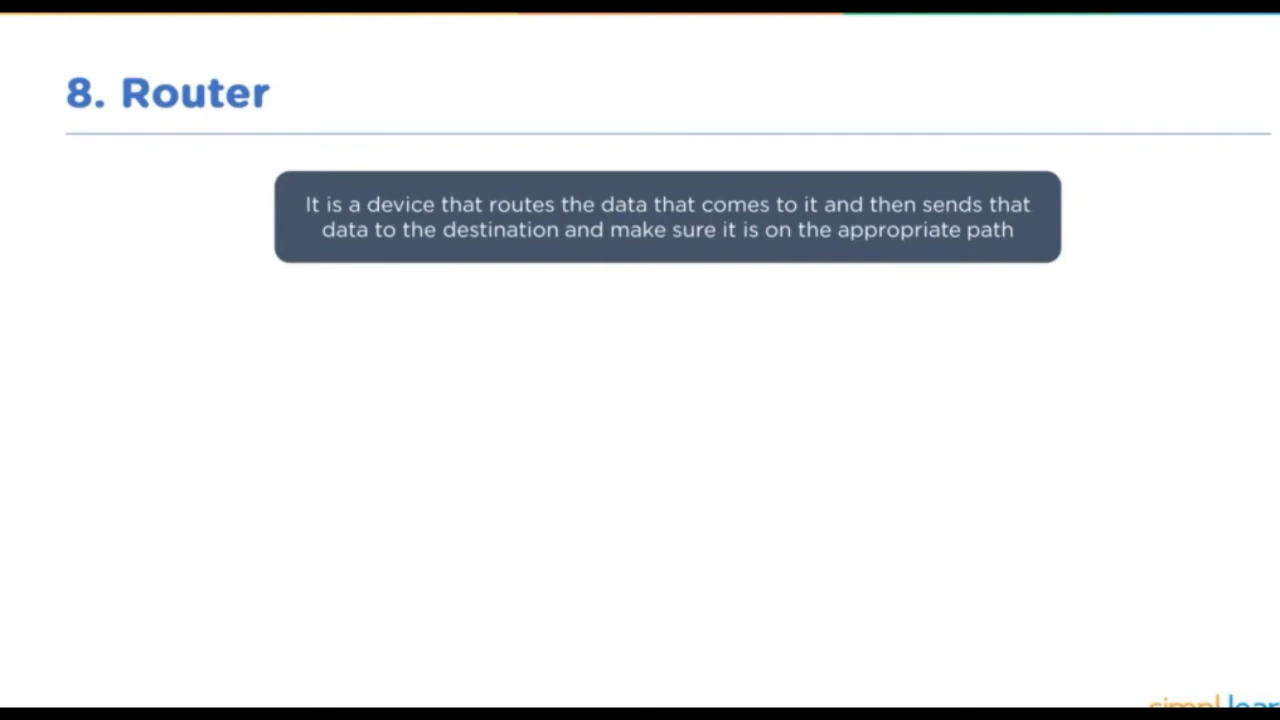 8. Router
It is a device that routes the data that comes to it and then sends that
data to the destination and make sure it is on the appropriate path